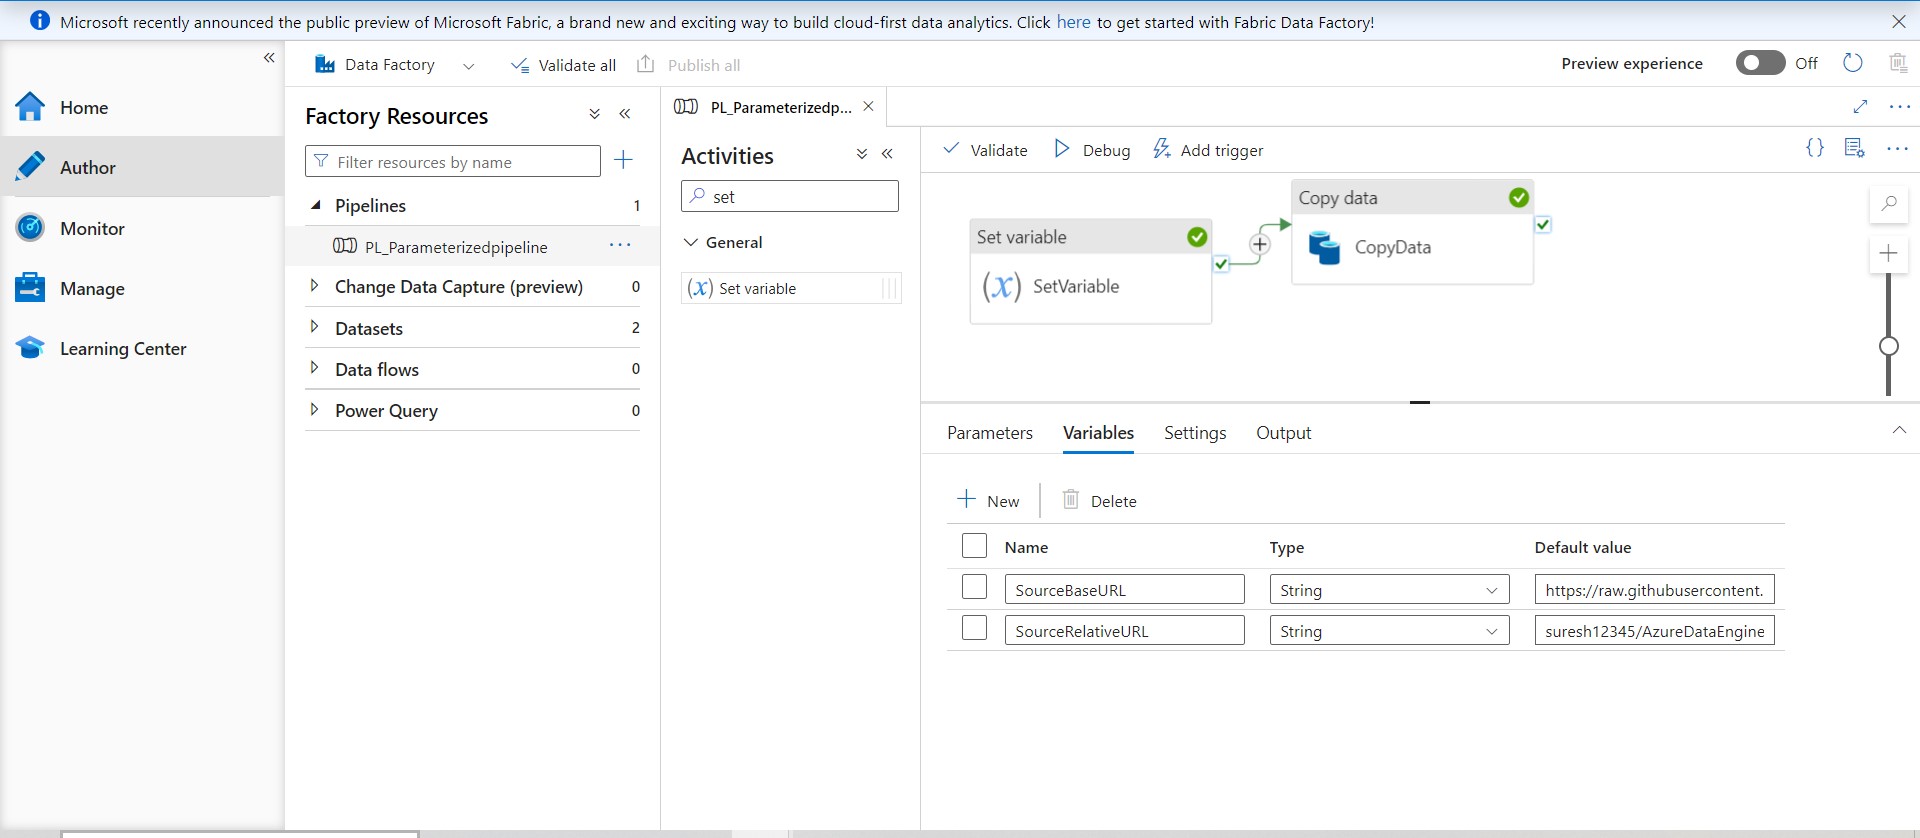 Microsoft recently announced the public preview of Microsoft Fabric, a brand new and exciting way to build cloud-first data analytics. Click here to get started with Fabric Data Factory!
Home
Author
Monitor
Manage
Learning Center
Data Factory
Validate all
Publish all
Preview experience
Off
Factory Resources
Filter resources by name
Pipelines 1
PL_Parameterizedpipeline
Change Data Capture (preview) 0
Datasets 2
Data flows 0
Power Query 0
PL_Parameterizedp...
Activities
set
General
(x) Set variable
Validate
Debug
Add trigger
{}
Set variable
(x) SetVariable
Copy data
CopyData
Parameters Variables Settings Output
New Delete
Name Type Default value
SourceBaseURL String https://raw.githubusercontent.
SourceRelativeURL String suresh12345/AzureDataEngine